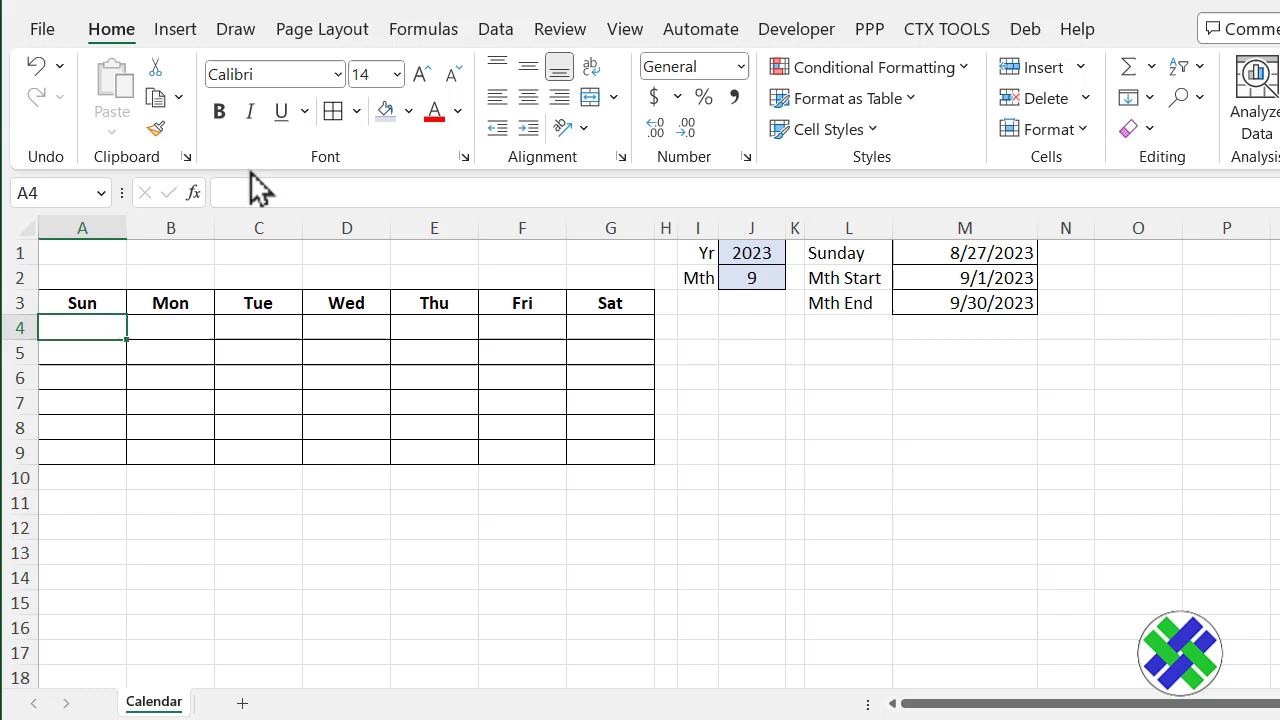 File Home Insert Draw Page Layout Formulas Data Review View Automate Developer PPP CTX TOOLS Deb Help
Calibri 14 General Conditional Formatting Insert
Paste B I U A $ % Format as Table Delete Analyze
Cell Styles Format Data
Undo Clipboard Font Alignment Number Styles Cells Editing Analysis
A4 fx
A B C D E F G H I J K L M N O P
1 Yr 2023 Sunday 8/27/2023
2 Mth 9 Mth Start 9/1/2023
3 Sun Mon Tue Wed Thu Fri Sat Mth End 9/30/2023
4
5
6
7
8
9
10
11
12
13
14
15
16
17
18
Calendar